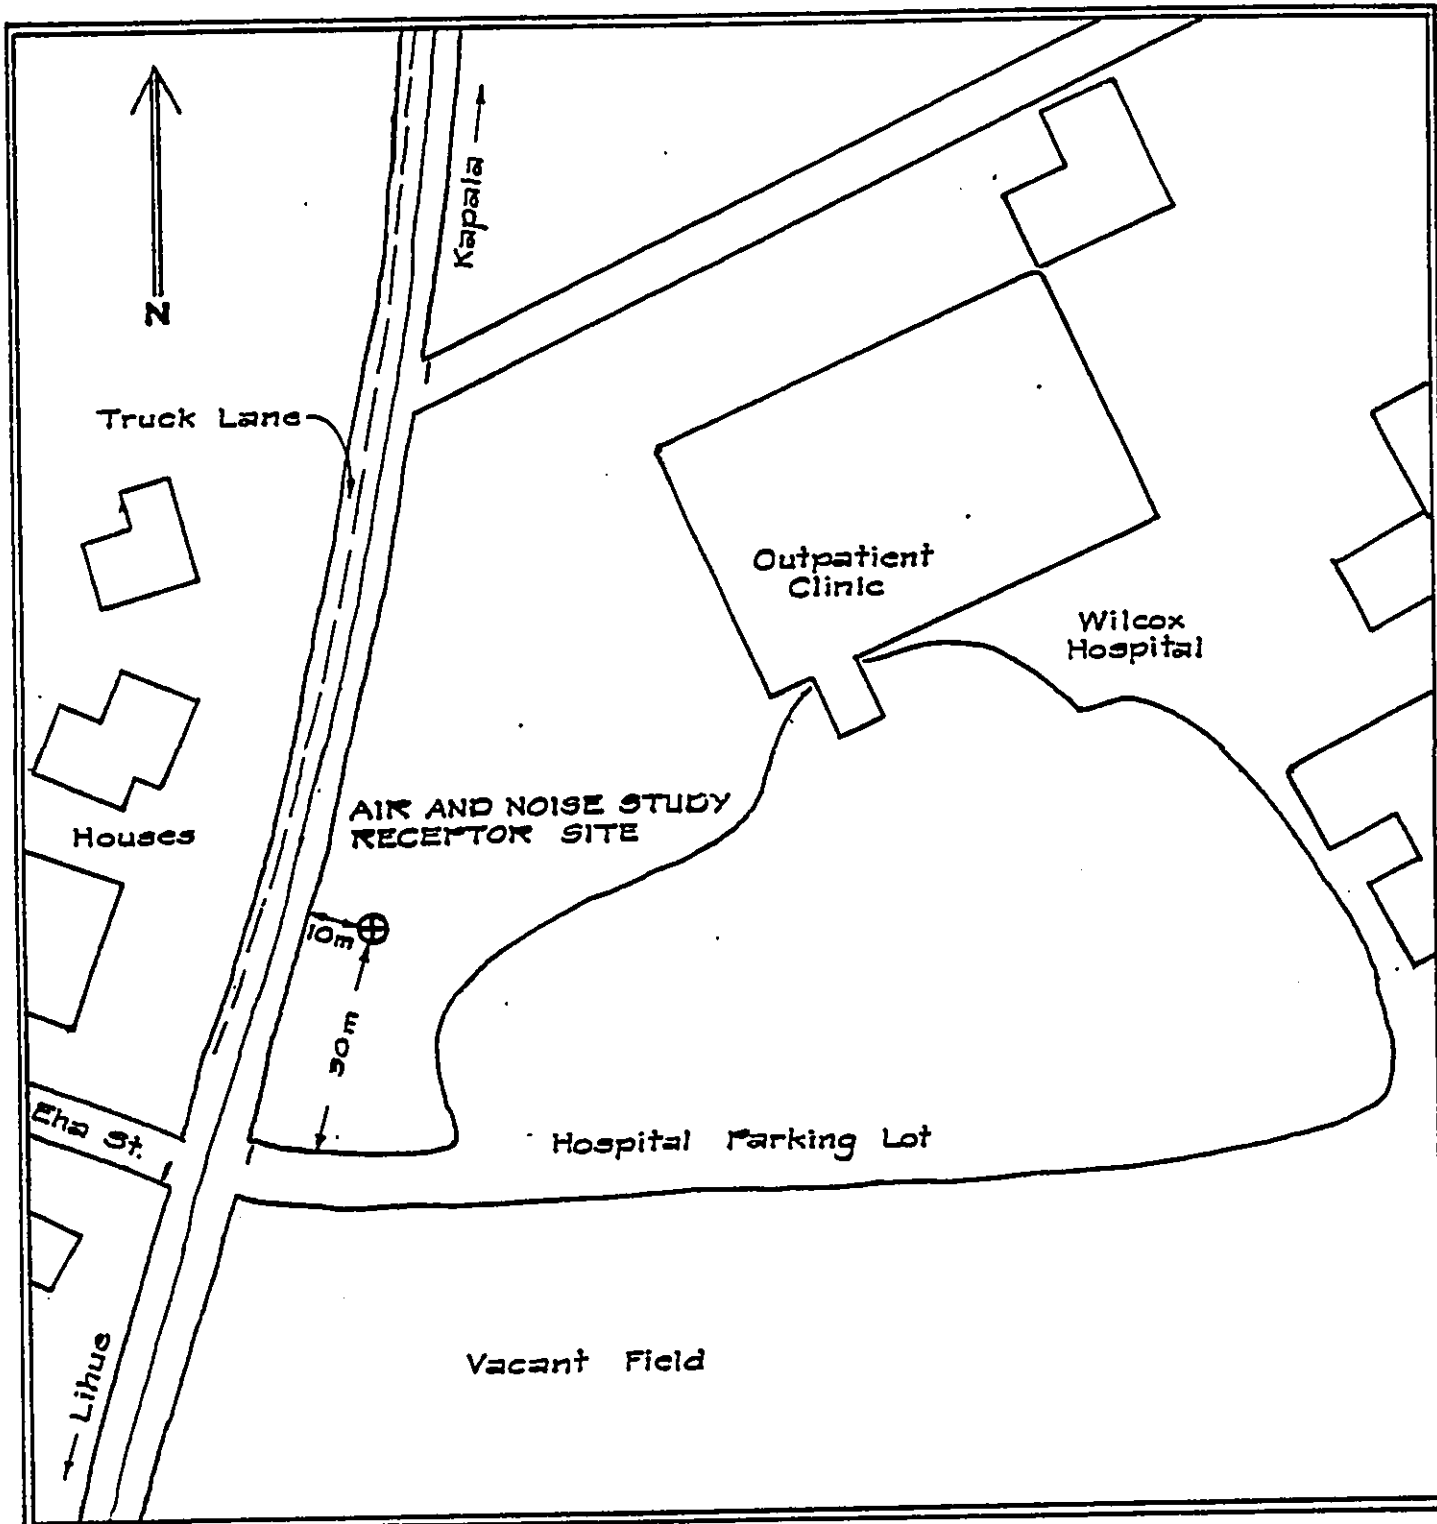 Kapala
N
Truck Lane
Outpatient
Clinic
Wilcox
Hospital
AIR AND NOISE STUDY
RECEPTOR SITE
Houses
10m
30m
Eha St.
Hospital Parking Lot
Vacant Field
Lihue